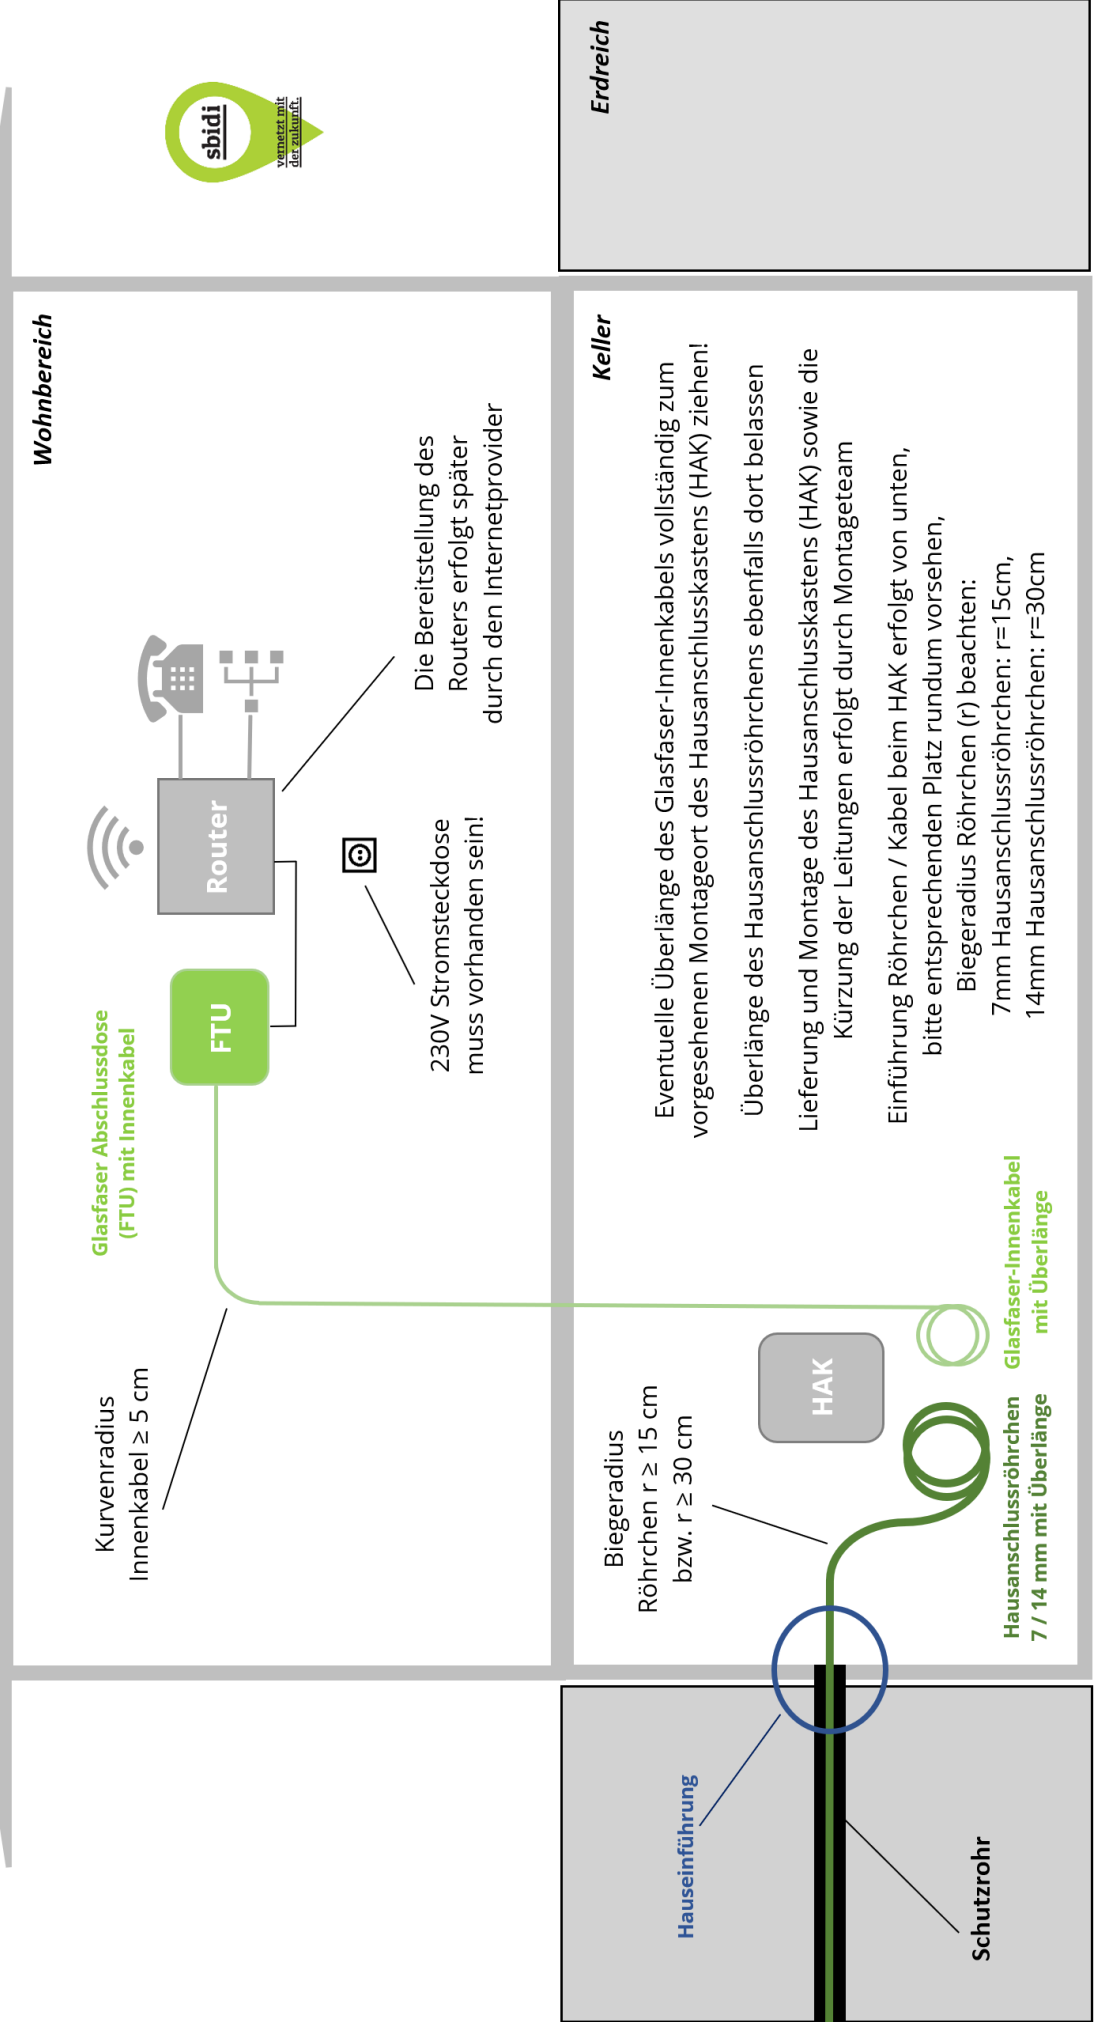 sbidi
vernetzt mit
der zukunft.
Wohnbereich
Glasfaser Abschlussdose
(FTU) mit Innenkabel
FTU
Router
Kurvenradius
Innenkabel ≥ 5 cm
230V Stromsteckdose
muss vorhanden sein!
Die Bereitstellung des
Routers erfolgt später
durch den Internetprovider
Erdreich
Keller
Biegeradius
Röhrchen r ≥ 15 cm
bzw. r ≥ 30 cm
HAK
Eventuelle Überlänge des Glasfaser-Innenkabels vollständig zum
vorgesehenen Montageort des Hausanschlusskastens (HAK) ziehen!
Überlänge des Hausanschlussröhrchens ebenfalls dort belassen
Lieferung und Montage des Hausanschlusskastens (HAK) sowie die
Kürzung der Leitungen erfolgt durch Montageteam
Einführung Röhrchen / Kabel beim HAK erfolgt von unten,
bitte entsprechenden Platz rundum vorsehen,
Biegeradius Röhrchen (r) beachten:
7mm Hausanschlussröhrchen: r=15cm,
14mm Hausanschlussröhrchen: r=30cm
Hauseinführung
Schutzrohr
Hausanschlussröhrchen
7 / 14 mm mit Überlänge
Glasfaser-Innenkabel
mit Überlänge